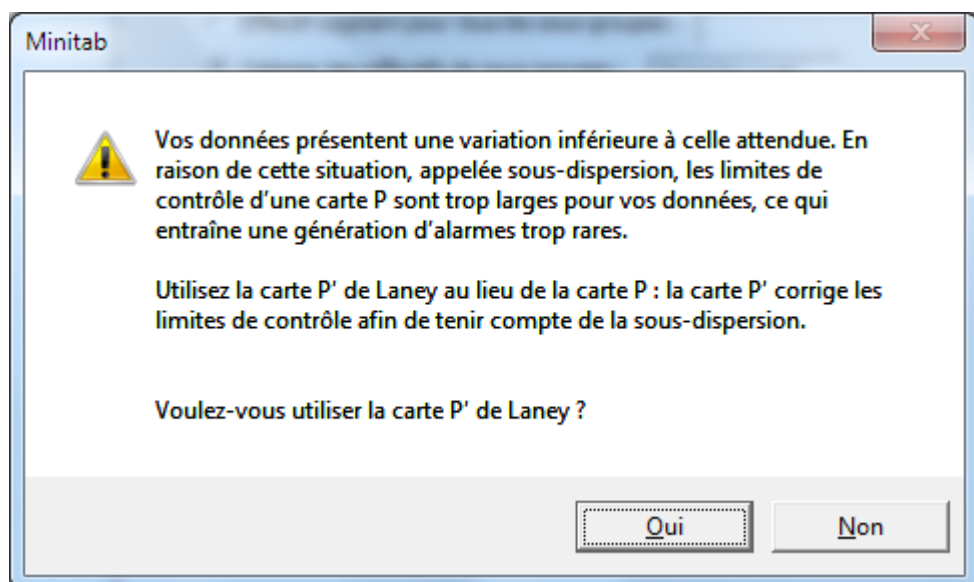 Minitab
Vos données présentent une variation inférieure à celle attendue. En
raison de cette situation, appelée sous-dispersion, les limites de
contrôle d'une carte P sont trop larges pour vos données, ce qui
entraîne une génération d'alarmes trop rares.
Utilisez la carte P' de Laney au lieu de la carte P : la carte P' corrige les
limites de contrôle afin de tenir compte de la sous-dispersion.
Voulez-vous utiliser la carte P' de Laney ?
Oui
Non